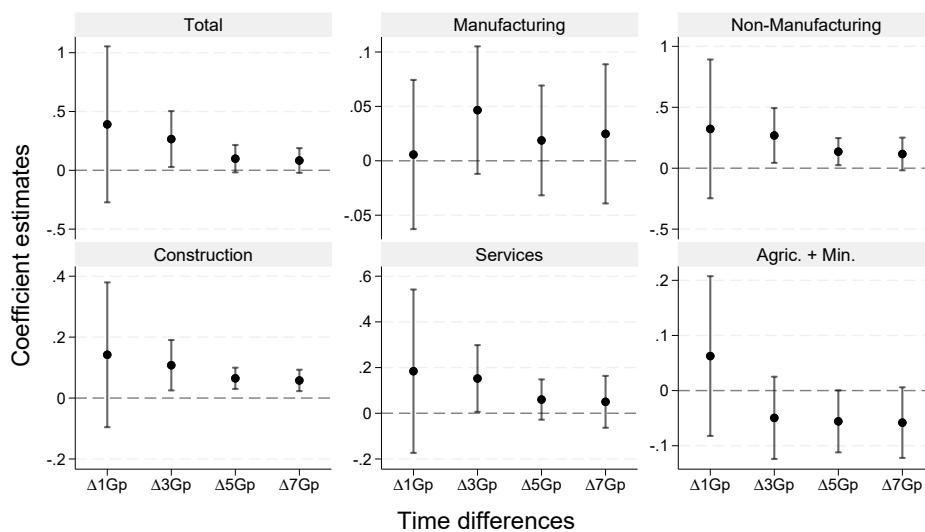 Total
Manufacturing
Non-Manufacturing
1
.5
0
-.5
.1
.05
0
-.05
1
.5
0
-.5
Construction
Services
Agric. + Min.
.4
.2
0
-.2
.6
.4
.2
0
-.2
.2
.1
0
-.1
Δ1Gp Δ3Gp Δ5Gp Δ7Gp
Δ1Gp Δ3Gp Δ5Gp Δ7Gp
Δ1Gp Δ3Gp Δ5Gp Δ7Gp
Coefficient estimates
Time differences